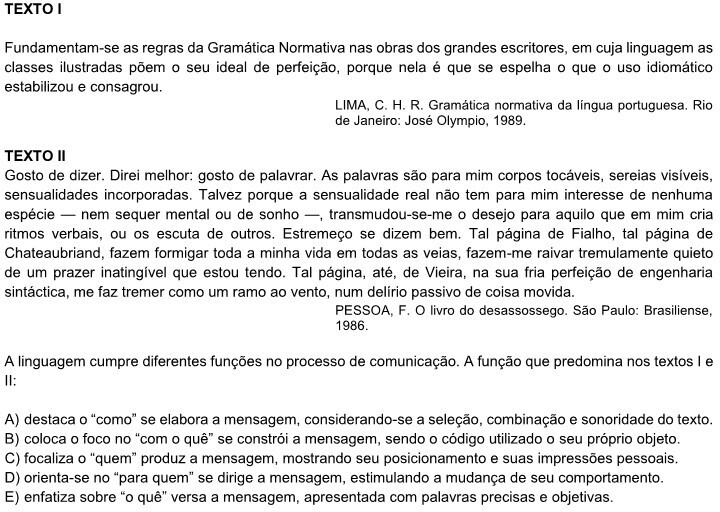 TEXTO I
Fundamentam-se as regras da Gramática Normativa nas obras dos grandes escritores, em cuja linguagem as
classes ilustradas põem o seu ideal de perfeição, porque nela é que se espelha o que o uso idiomático
estabilizou e consagrou.
LIMA, C. H. R. Gramática normativa da língua portuguesa. Rio
de Janeiro: José Olympio, 1989.
TEXTO II
Gosto de dizer. Direi melhor: gosto de palavrar. As palavras são para mim corpos tocáveis, sereias visíveis,
sensualidades incorporadas. Talvez porque a sensualidade real não tem para mim interesse de nenhuma
espécie — nem sequer mental ou de sonho —, transmudou-se-me o desejo para aquilo que em mim cria
ritmos verbais, ou os escuta de outros. Estremeço se dizem bem. Tal página de Fialho, tal página de
Chateaubriand, fazem formigar toda a minha vida em todas as veias, fazem-me raivar tremulamente quieto
de um prazer inatingível que estou tendo. Tal página, até, de Vieira, na sua fria perfeição de engenharia
sintáctica, me faz tremer como um ramo ao vento, num delírio passivo de coisa movida.
PESSOA, F. O livro do desassossego. São Paulo: Brasiliense,
1986.
A linguagem cumpre diferentes funções no processo de comunicação. A função que predomina nos textos I e
II:
A) destaca o “como” se elabora a mensagem, considerando-se a seleção, combinação e sonoridade do texto.
B) coloca o foco no “com o quê” se constrói a mensagem, sendo o código utilizado o seu próprio objeto.
C) focaliza o “quem” produz a mensagem, mostrando seu posicionamento e suas impressões pessoais.
D) orienta-se no “para quem” se dirige a mensagem, estimulando a mudança de seu comportamento.
E) enfatiza sobre “o quê” versa a mensagem, apresentada com palavras precisas e objetivas.